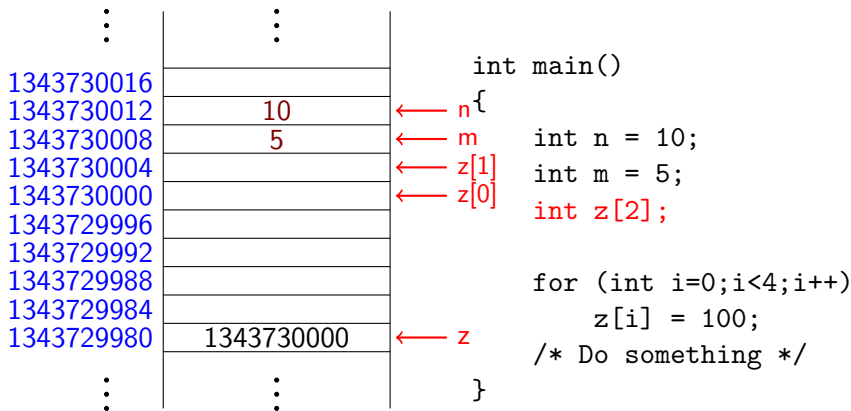 1343730016
1343730012 10 n
1343730008 5 m
1343730004 z[1]
1343730000 z[0]
1343729996
1343729992
1343729988
1343729984
1343729980 1343730000 z
int main()
{
int n = 10;
int m = 5;
int z[2];
for (int i=0;i<4;i++)
z[i] = 100;
/* Do something */
}